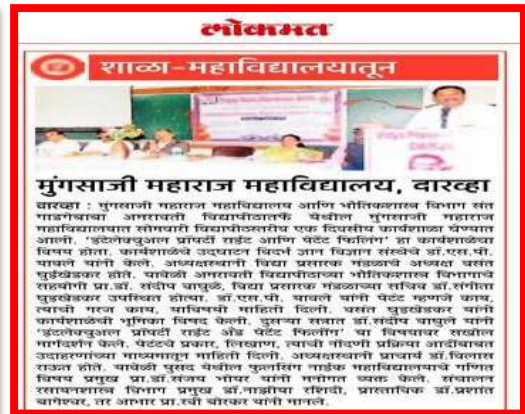 लोकमत
शाळा-महाविद्यालयातून
मुंगसाजी महाराज महाविद्यालय, दारव्हा
दारव्हा : मुंगसाजी महाराज महाविद्यालय आणि भौतिकशास्त्र विभाग संत
गाडगेबाबा अमरावती विद्यापीठातर्फे येथील मुंगसाजी महाराज
महाविद्यालयात सोमवारी विद्यापीठस्तरीय एक दिवसीय कार्यशाळा घेण्यात
आली. 'इंटेलेक्चुअल प्रॉपर्टी राईट आणि पेटेंट फिलिंग' हा कार्यशाळेचा
विषय होता. कार्यशाळेचे उद्घाटन विदर्भ ज्ञान विज्ञान संस्थेचे डॉ.एस.पी.
यावले यांनी केले. अध्यक्षस्थानी विद्या प्रसारक मंडळाचे अध्यक्ष वसंत
घुईखेडकर होते. यावेळी अमरावती विद्यापीठाच्या भौतिकशास्त्र विभागाचे
सहयोगी प्रा.डॉ. संदीप वाघुळे, विद्या प्रसारक मंडळाच्या सचिव डॉ.संगीता
घुइखेडकर उपस्थित होत्या. डॉ.एस.पी. यावले यांनी पेटंट म्हणजे काय,
त्याची गरज काय याविषयी माहिती दिली. वसंत घुइखेडकर यांनी
कार्यशाळेची भूमिका विषद केली. दुसऱ्या सत्रात डॉ.संदीप वाघुले यांनी
'इंटलेक्चुअल प्रॉपर्टी राईट अँड पेटेंट फिलींग' या विषयावर सखोल
मार्गदर्शन केले. पेटंटचे प्रकार, लिखाण, त्याची नोंदणी प्रक्रिया आदींबाबत
उदाहरणांच्या माध्यमातून माहिती दिली. अध्यक्षस्थानी प्राचार्य डॉ.विलास
राऊत होते. यावेळी पुसद येथील फुलसिंग नाईक महाविद्यालयाचे गणित
विषय प्रमुख प्रा.डॉ.संजय भोयर यांनी मनोगत व्यक्त केले. संचालन
रसायनशास्त्र विभाग प्रमुख डॉ.नाझीया रशिदी, प्रास्ताविक डॉ.प्रशांत
बागेश्वर, तर आभार प्रा.रवी बोरकर यांनी मानले.